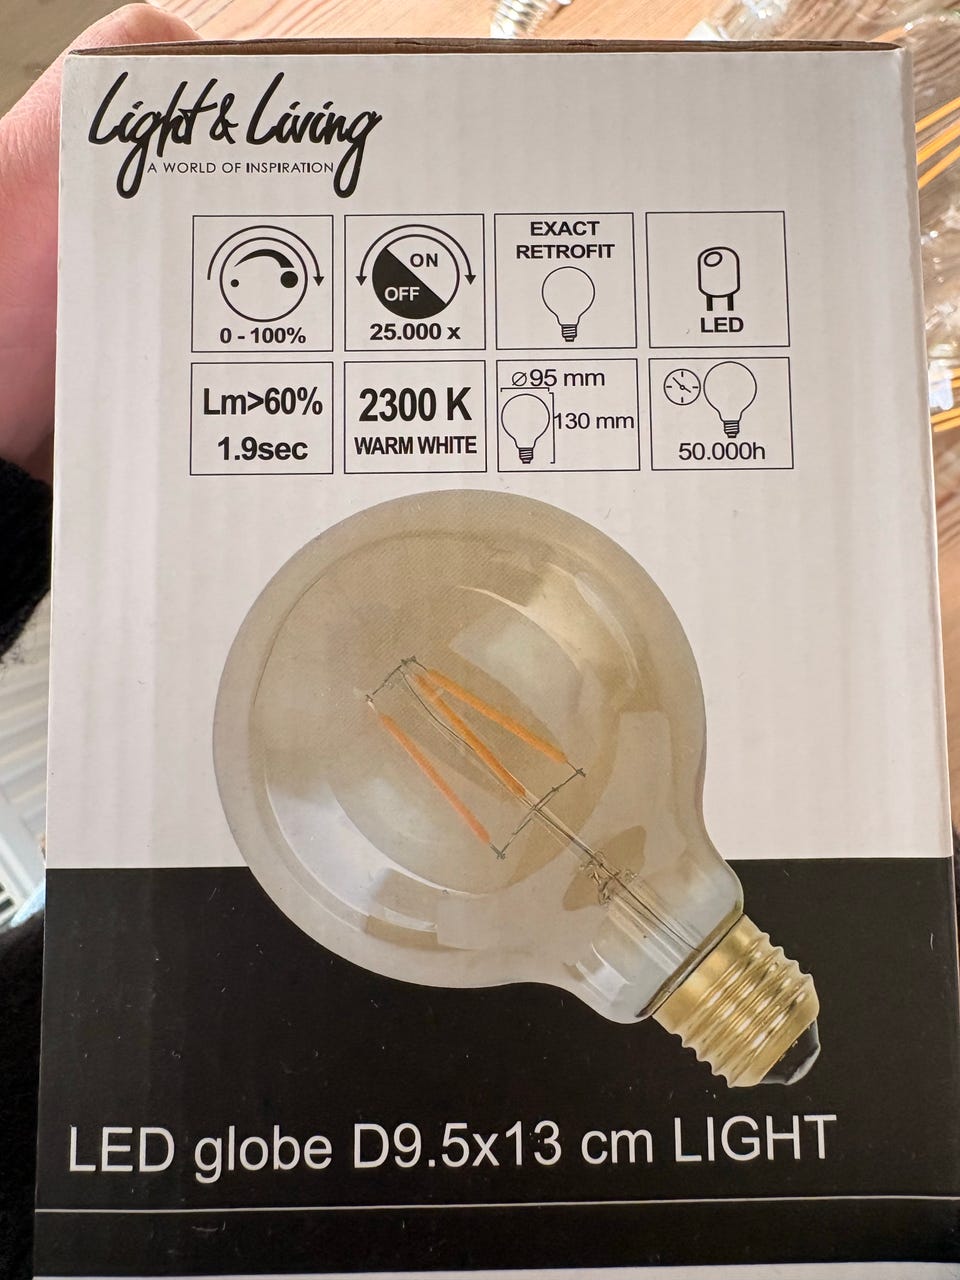 Light & Living
A WORLD OF INSPIRATION
0 - 100%
ON
OFF
25.000 x
EXACT
RETROFIT
LED
Lm>60%
1.9sec
2300 K
WARM WHITE
⌀95 mm
130 mm
50.000h
LED globe D9.5x13 cm LIGHT